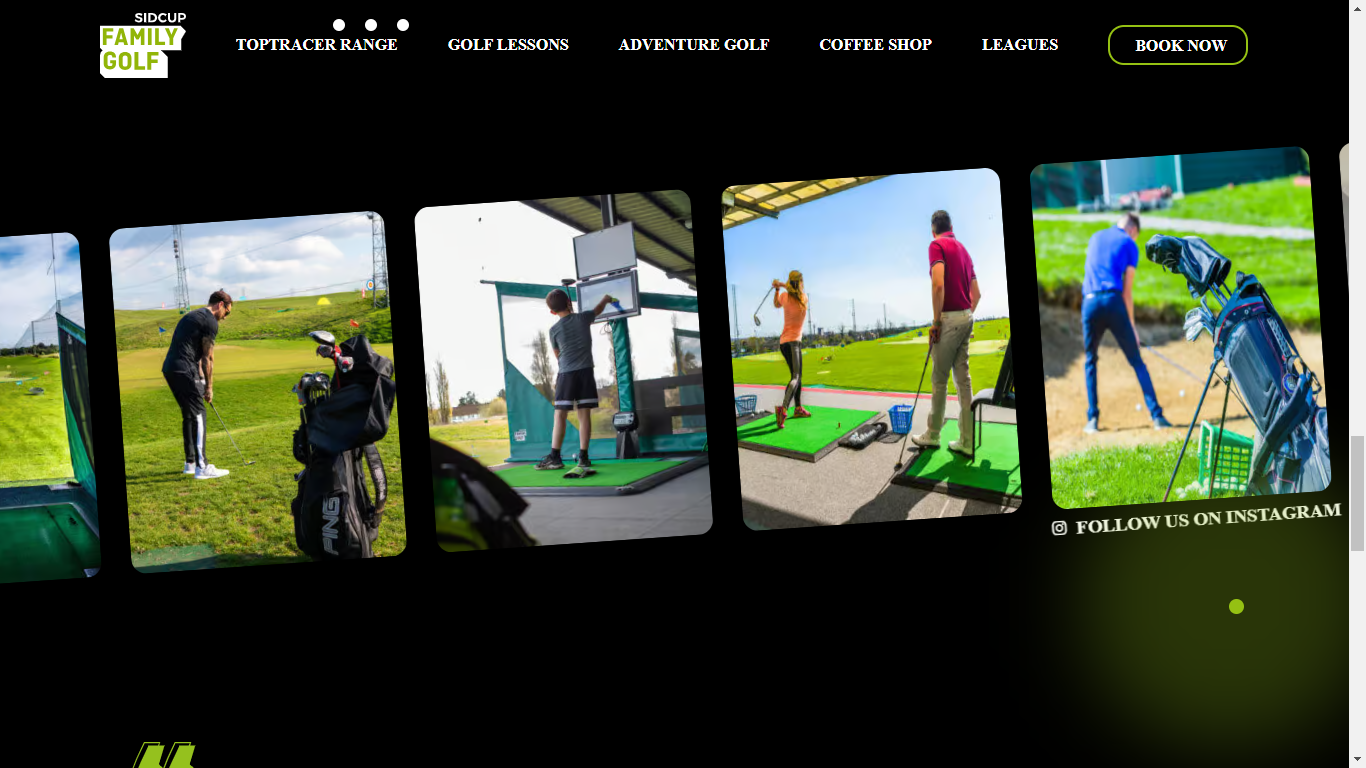 SIDCUP
FAMILY
GOLF
TOPTRACER RANGE
GOLF LESSONS
ADVENTURE GOLF
COFFEE SHOP
LEAGUES
BOOK NOW
PING
FOLLOW US ON INSTAGRAM